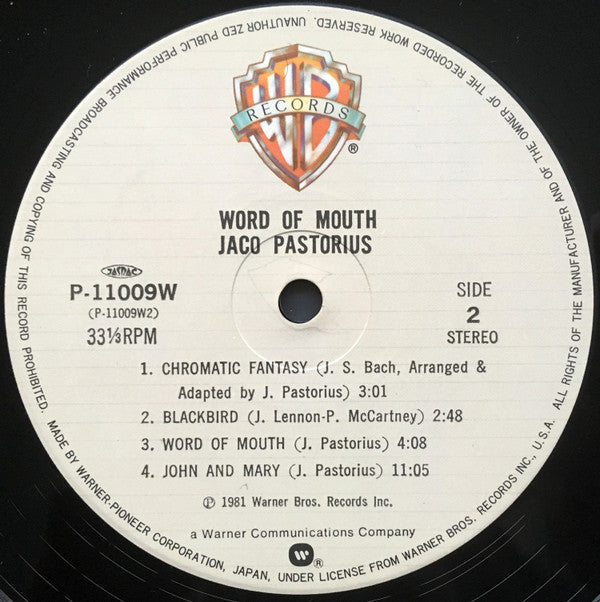 WB
RECORDS
®
WORD OF MOUTH
JACO PASTORIUS
JASRAC
P-11009W
(P-11009W2)
33⅓RPM
SIDE
2
STEREO
1. CHROMATIC FANTASY (J. S. Bach, Arranged &
Adapted by J. Pastorius) 3:01
2. BLACKBIRD (J. Lennon-P. McCartney) 2:48
3. WORD OF MOUTH (J. Pastorius) 4:08
4. JOHN AND MARY (J. Pastorius) 11:05
℗ 1981 Warner Bros. Records Inc.
a Warner Communications Company
®
ALL RIGHTS OF THE MANUFACTURER AND OF THE OWNER OF THE RECORDED WORK RESERVED. UNAUTHORIZED PUBLIC PERFORMANCE BROADCASTING AND COPYING OF THIS RECORD PROHIBITED. MADE BY WARNER-PIONEER CORPORATION, JAPAN, UNDER LICENSE FROM WARNER BROS. RECORDS INC., U.S.A.